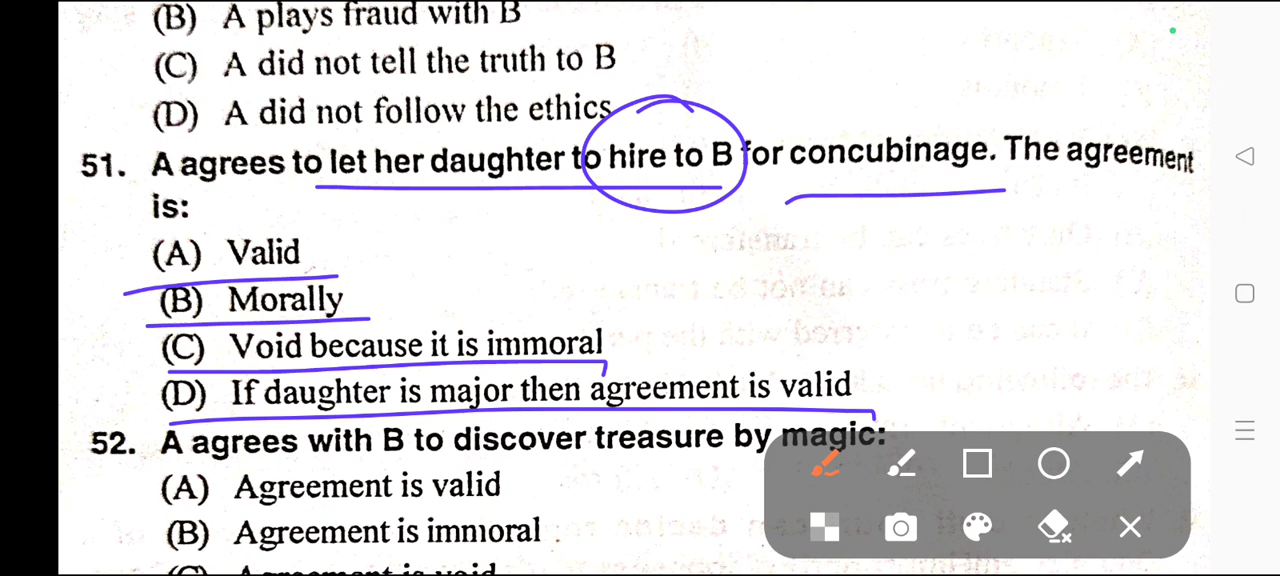 (B) A plays fraud with B
(C) A did not tell the truth to B
(D) A did not follow the ethics
51. A agrees to let her daughter to hire to B for concubinage. The agreement
is:
(A) Valid
(B) Morally
(C) Void because it is immoral
(D) If daughter is major then agreement is valid
52. A agrees with B to discover treasure by magic:
(A) Agreement is valid
(B) Agreement is immoral
(C) Agreement is void